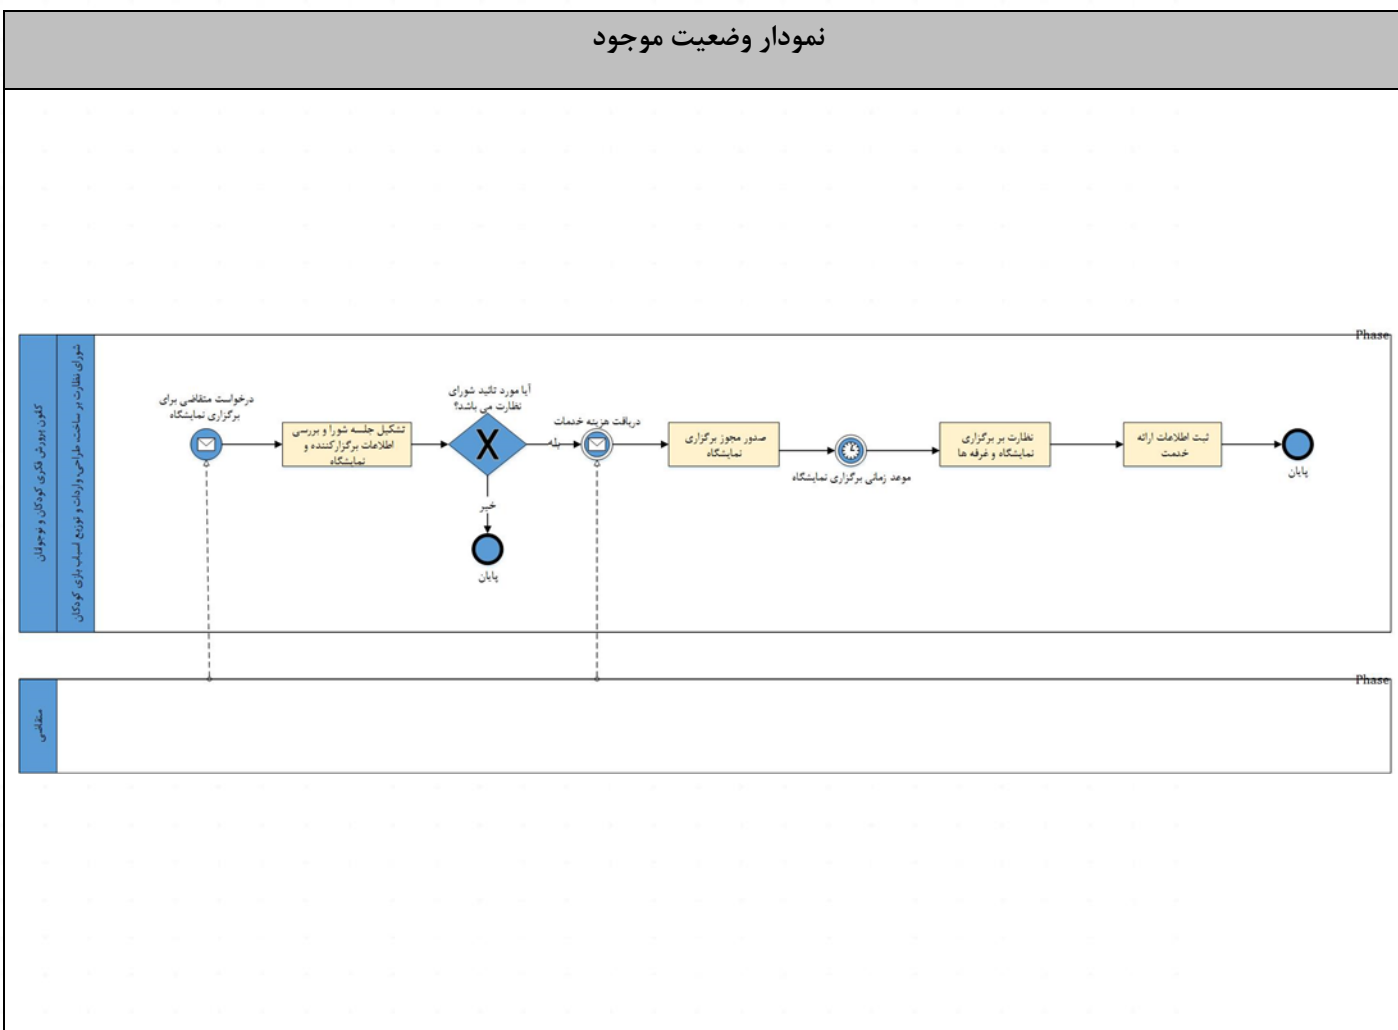 نمودار وضعیت موجود
Phase
کانون پرورش فکری کودکان و نوجوانان
شورای نظارت بر ساخت، طراحی، واردات و توزیع اسباب بازی کودکان
درخواست متقاضی برای
برگزاری نمایشگاه
تشکیل جلسه شورا و بررسی
اطلاعات برگزارکننده و
نمایشگاه
آیا مورد تائید شورای
نظارت می باشد؟
بله
خیر
پایان
دریافت هزینه خدمات
صدور مجوز برگزاری
نمایشگاه
موعد زمانی برگزاری نمایشگاه
نظارت بر برگزاری
نمایشگاه و غرفه ها
ثبت اطلاعات ارائه
خدمت
پایان
Phase
متقاضی